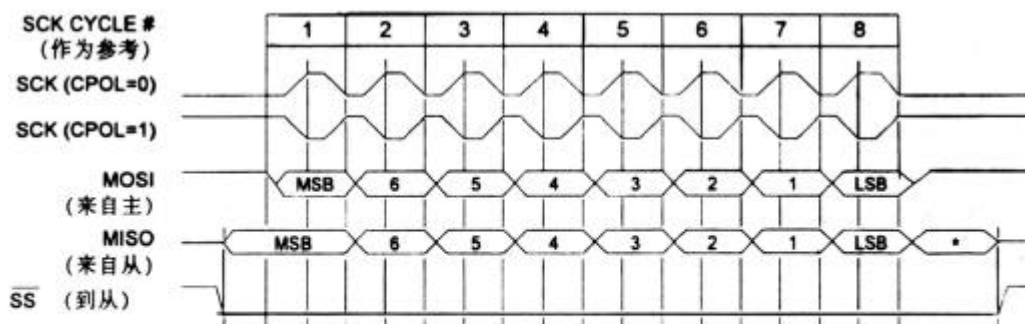 SCK CYCLE # 1 2 3 4 5 6 7 8
(作为参考)
SCK (CPOL=0)
SCK (CPOL=1)
MOSI MSB 6 5 4 3 2 1 LSB
(来自主)
MISO MSB 6 5 4 3 2 1 LSB *
(来自从)
SS (到从)